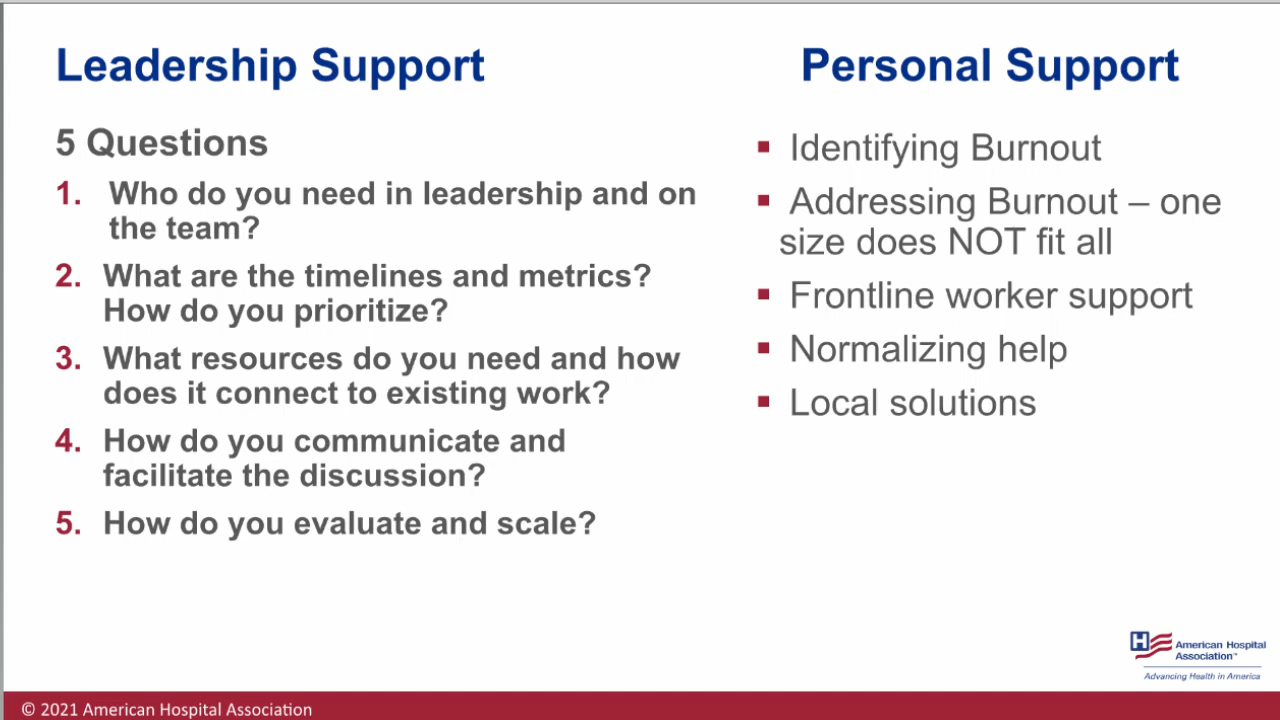 Leadership Support
5 Questions
1. Who do you need in leadership and on
the team?
2. What are the timelines and metrics?
How do you prioritize?
3. What resources do you need and how
does it connect to existing work?
4. How do you communicate and
facilitate the discussion?
5. How do you evaluate and scale?
Personal Support
▪ Identifying Burnout
▪ Addressing Burnout – one
size does NOT fit all
▪ Frontline worker support
▪ Normalizing help
▪ Local solutions
H
American Hospital
Association™
Advancing Health in America
© 2021 American Hospital Association